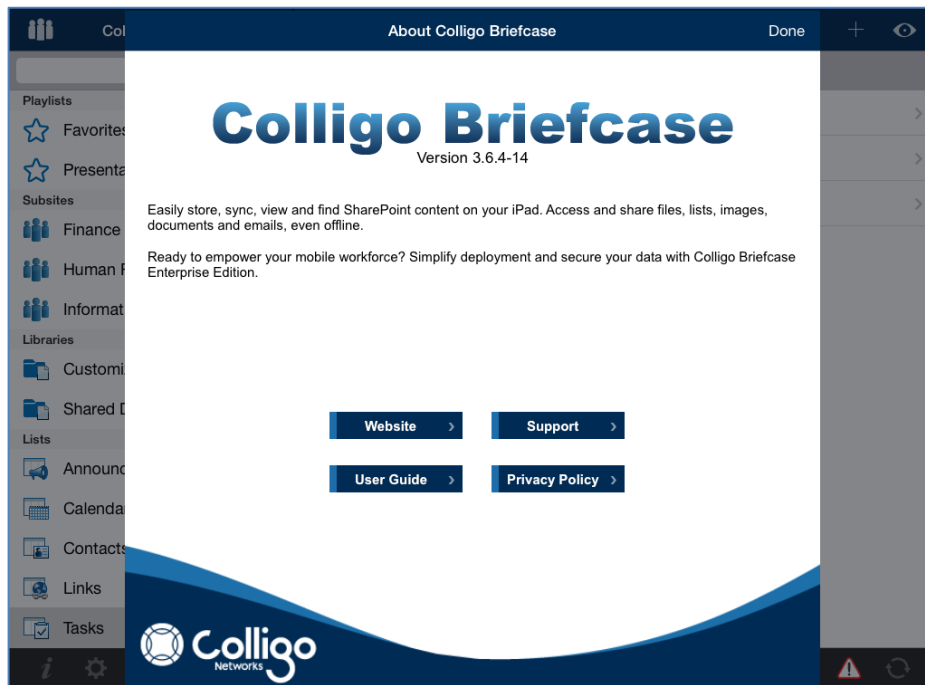 Col
About Colligo Briefcase
Done
Playlists
Favorites
Presenta
Subsites
Finance
Human
Informat
Libraries
Customi
Shared D
Lists
Announc
Calendar
Contacts
Links
Tasks
Colligo Briefcase
Version 3.6.4-14
Easily store, sync, view and find SharePoint content on your iPad. Access and share files, lists, images,
documents and emails, even offline.
Ready to empower your mobile workforce? Simplify deployment and secure your data with Colligo Briefcase
Enterprise Edition.
Website
Support
User Guide
Privacy Policy
Colligo
Networks